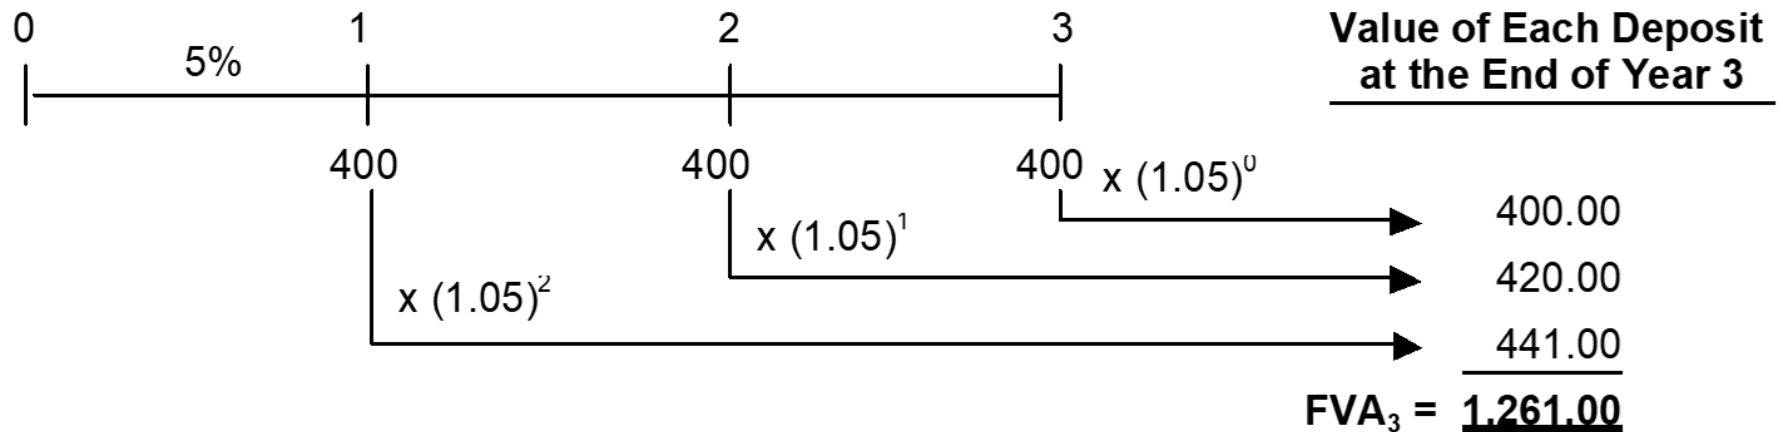 0 1 2 3
Value of Each Deposit
at the End of Year 3
5%
400 400 400 x (1.05)⁰
400.00
x (1.05)¹
420.00
x (1.05)²
441.00
FVA₃ = 1,261.00